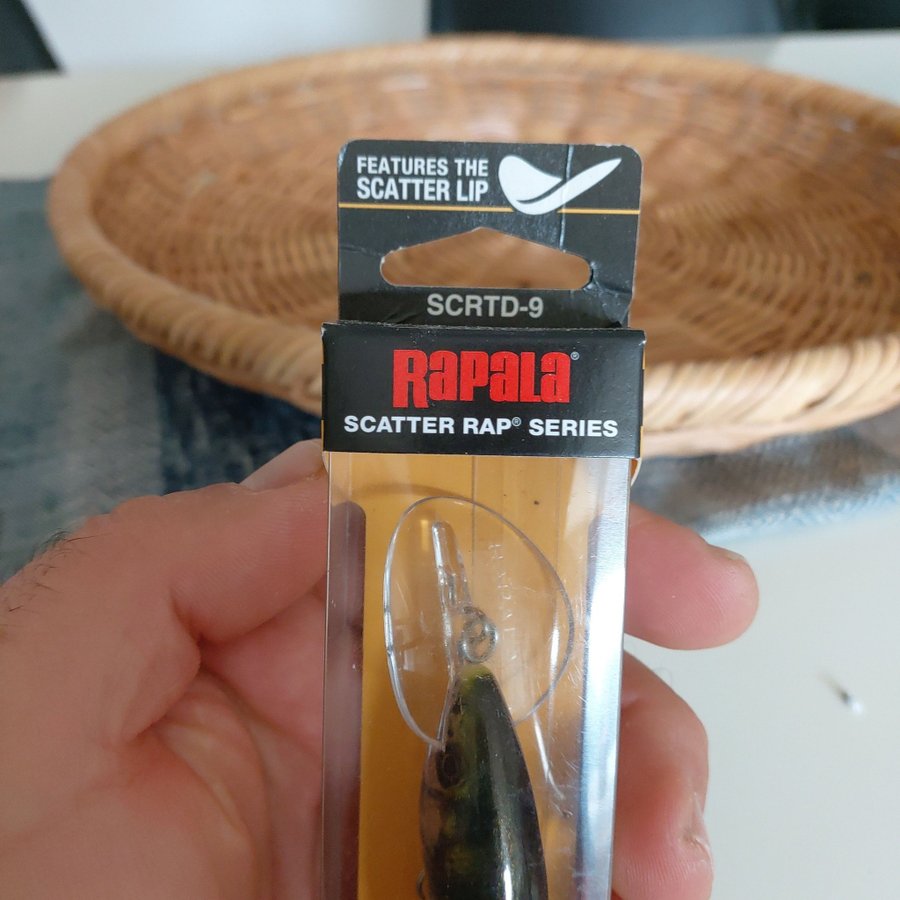 FEATURES THE
SCATTER LIP
SCRTD-9
Rapala®
SCATTER RAP® SERIES